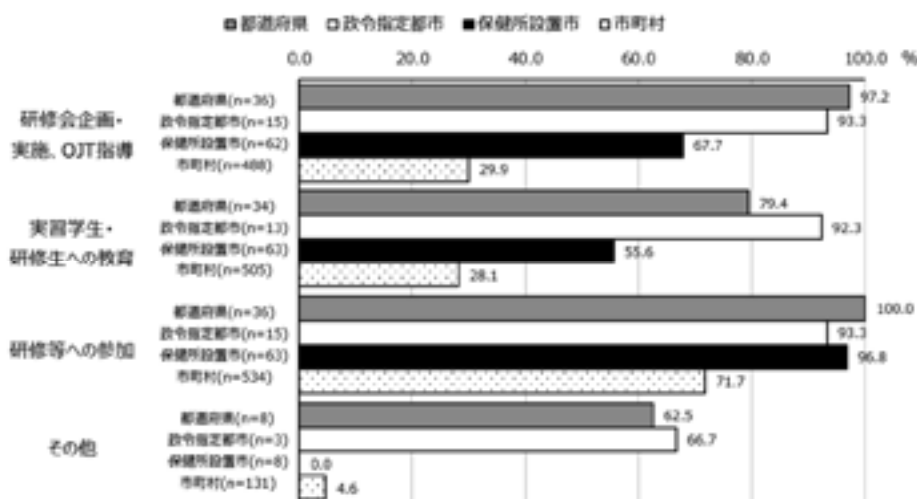 都道府県 政令指定都市 保健所設置市 市町村
0.0 20.0 40.0 60.0 80.0 100.0 %
研修会企画・
実施、OJT指導
都道府県(n=36) 97.2
政令指定都市(n=15) 93.3
保健所設置市(n=62) 67.7
市町村(n=488) 29.9
実習学生・
研修生への教育
都道府県(n=34) 79.4
政令指定都市(n=13) 92.3
保健所設置市(n=63) 55.6
市町村(n=505) 28.1
研修等への参加
都道府県(n=36) 100.0
政令指定都市(n=15) 93.3
保健所設置市(n=63) 96.8
市町村(n=534) 71.7
その他
都道府県(n=8) 62.5
政令指定都市(n=3) 66.7
保健所設置市(n=8) 0.0
市町村(n=131) 4.6